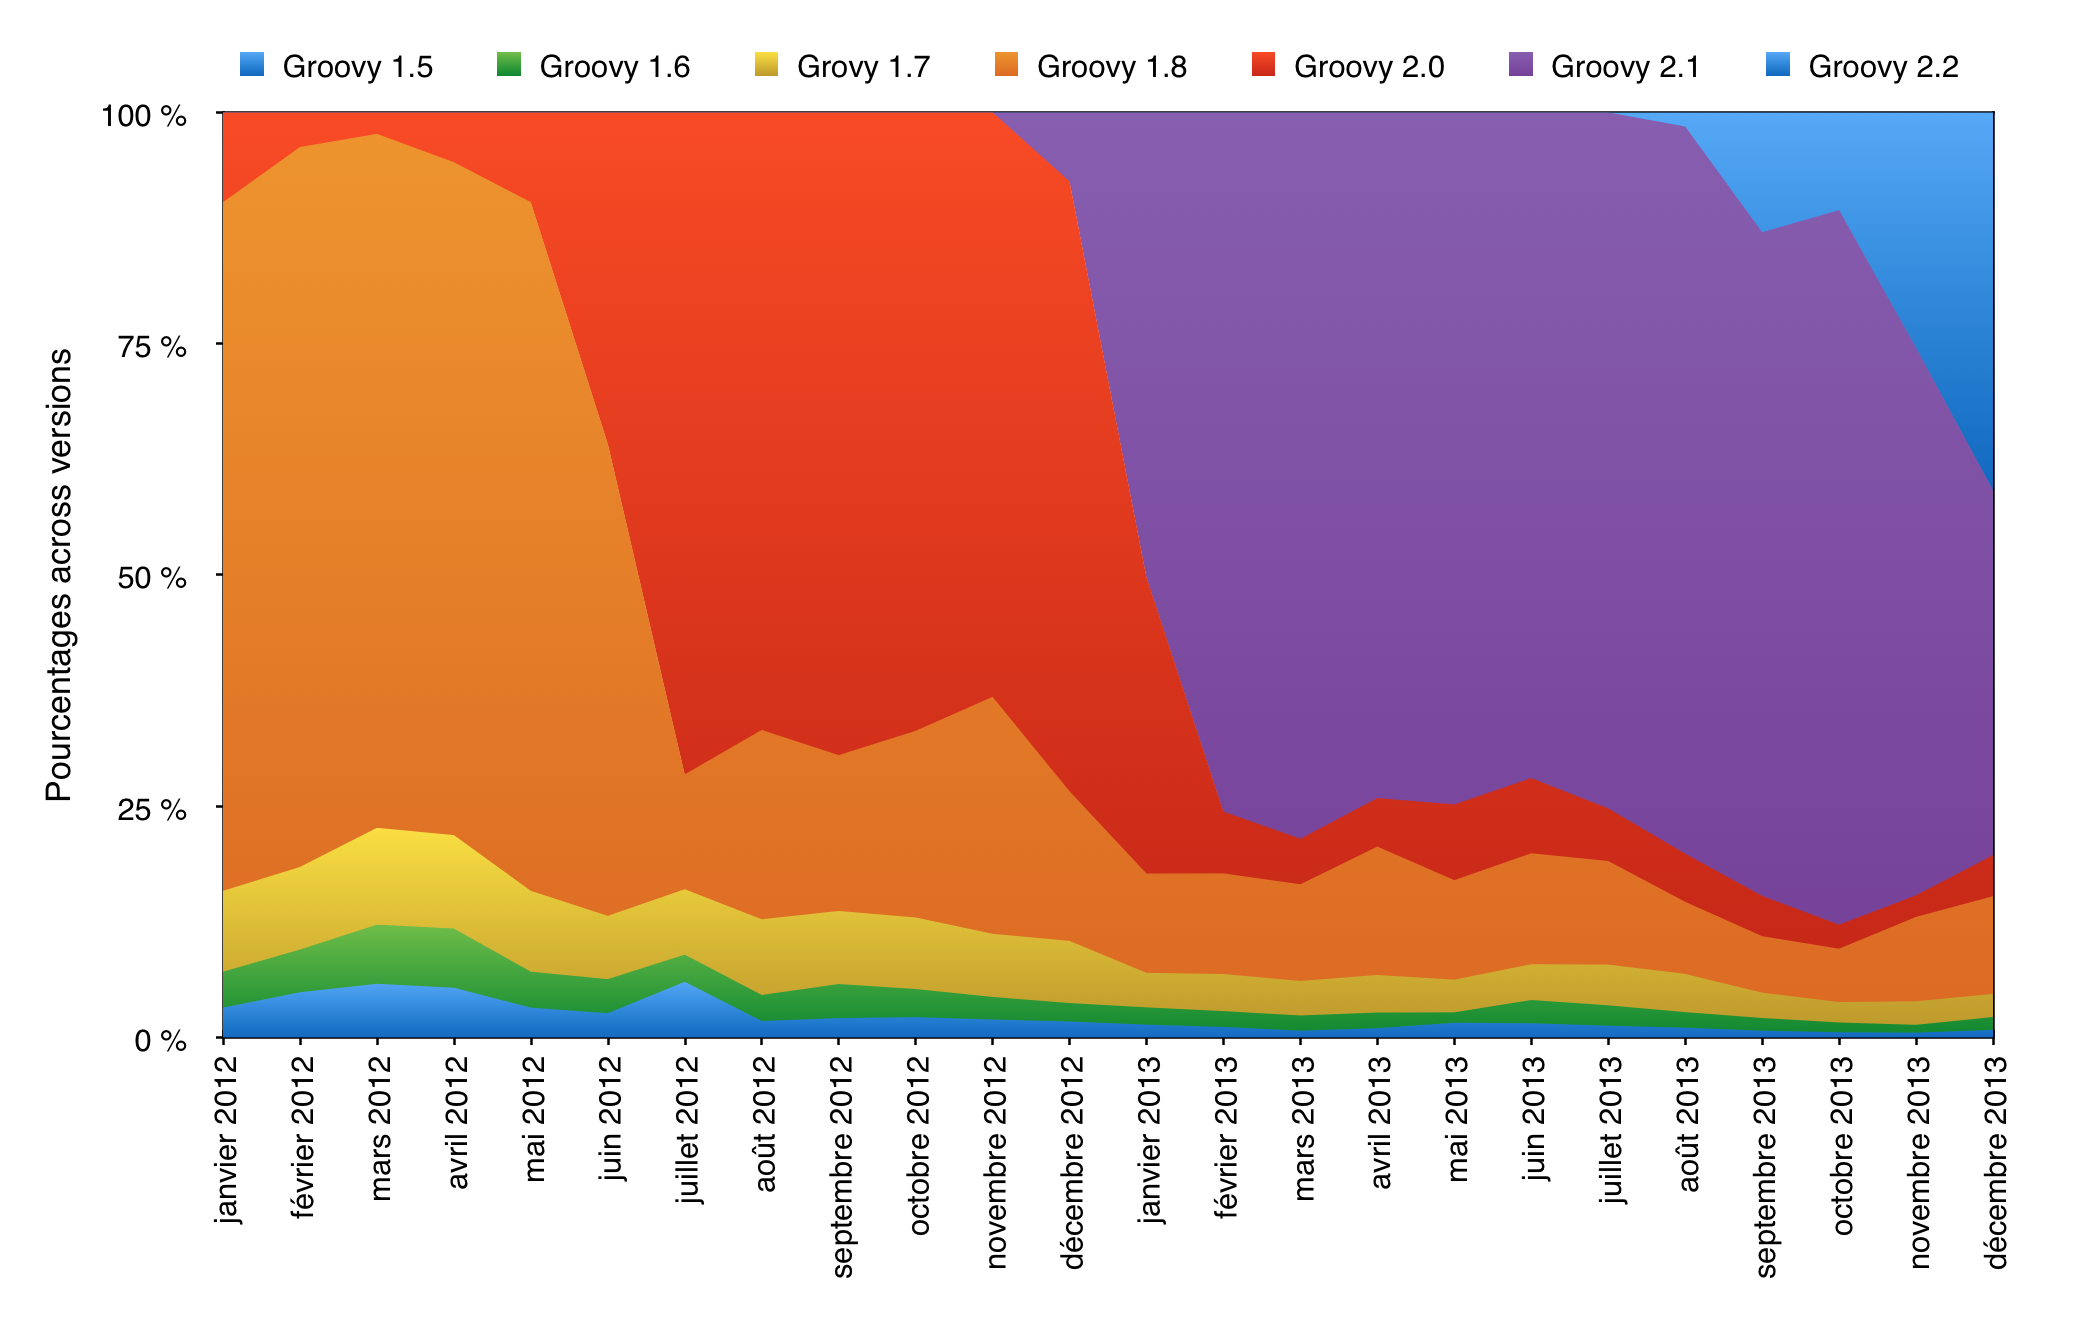 Groovy 1.5 Groovy 1.6 Grovy 1.7 Groovy 1.8 Groovy 2.0 Groovy 2.1 Groovy 2.2
100 %
75 %
50 %
25 %
0 %
Pourcentages across versions
janvier 2012
février 2012
mars 2012
avril 2012
mai 2012
juin 2012
juillet 2012
août 2012
septembre 2012
octobre 2012
novembre 2012
décembre 2012
janvier 2013
février 2013
mars 2013
avril 2013
mai 2013
juin 2013
juillet 2013
août 2013
septembre 2013
octobre 2013
novembre 2013
décembre 2013